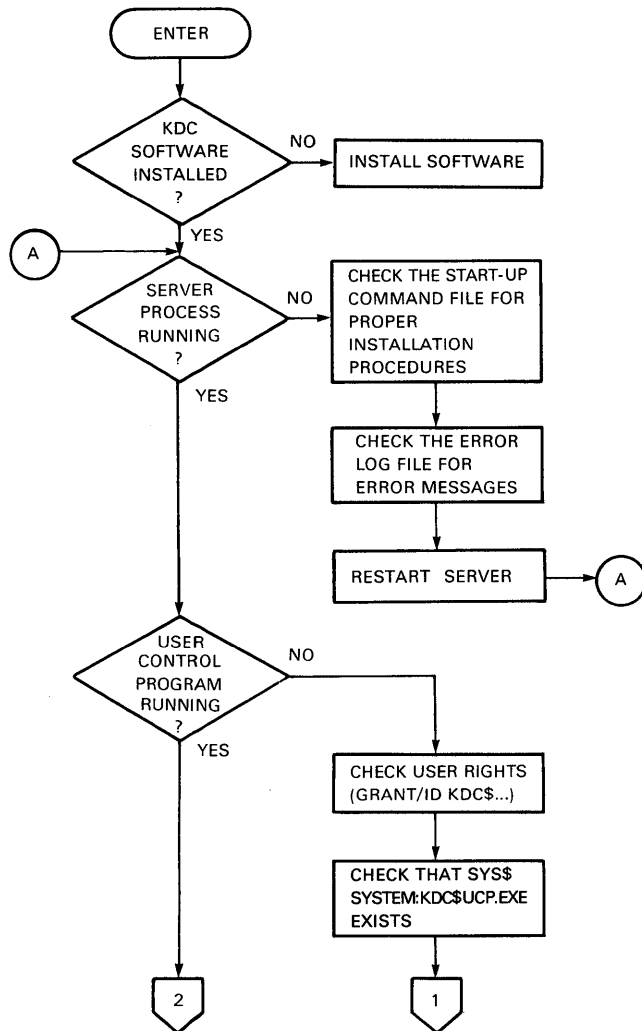 ENTER
KDC
SOFTWARE
INSTALLED
?
NO
INSTALL SOFTWARE
YES
A
SERVER
PROCESS
RUNNING
?
NO
CHECK THE START-UP
COMMAND FILE FOR
PROPER
INSTALLATION
PROCEDURES
YES
CHECK THE ERROR
LOG FILE FOR
ERROR MESSAGES
RESTART SERVER
A
USER
CONTROL
PROGRAM
RUNNING
?
NO
YES
CHECK USER RIGHTS
(GRANT/ID KDC$...)
CHECK THAT SYS$
SYSTEM:KDC$UCP.EXE
EXISTS
2
1